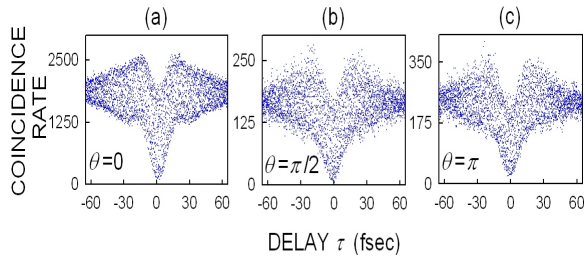 (a) (b) (c)
COINCIDENCE
RATE
2500
1250
0
θ=0
-60 -30 0 30 60
250
125
0
θ=π/2
-60 -30 0 30 60
350
175
0
θ=π
-60 -30 0 30 60
DELAY τ (fsec)